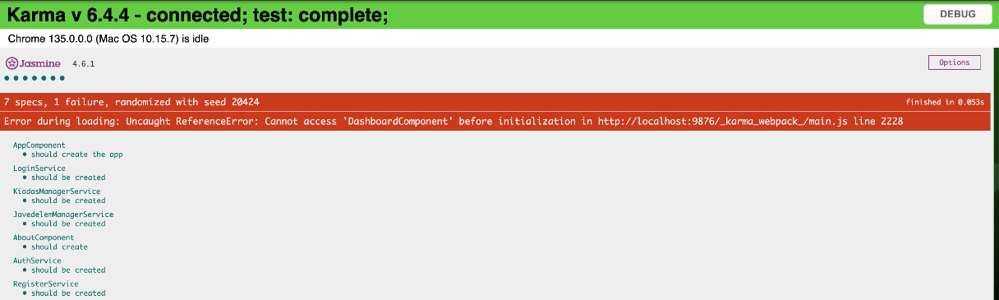 Karma v 6.4.4 - connected; test: complete;
DEBUG
Chrome 135.0.0.0 (Mac OS 10.15.7) is idle
Jasmine 4.6.1
Options
7 specs, 1 failure, randomized with seed 20424
finished in 0.053s
Error during loading: Uncaught ReferenceError: Cannot access 'DashboardComponent' before initialization in http://localhost:9876/_karma_webpack_/main.js line 2228
AppComponent
• should create the app
LoginService
• should be created
KiadasManagerService
• should be created
JovedelemManagerService
• should be created
AboutComponent
• should create
AuthService
• should be created
RegisterService
• should be created